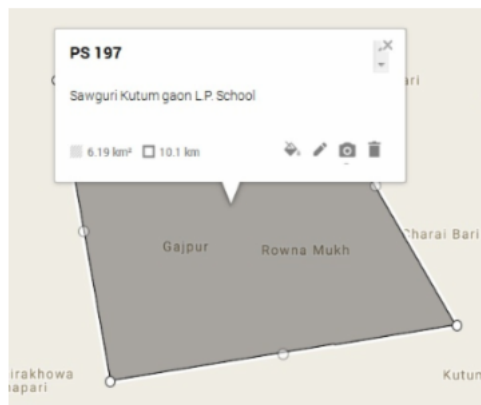 PS 197
Sawguri Kutum gaon L.P. School
6.19 km² 10.1 km
ari
Gajpur
Rowna Mukh
Charai Bari
irakhowa
apari
Kutum